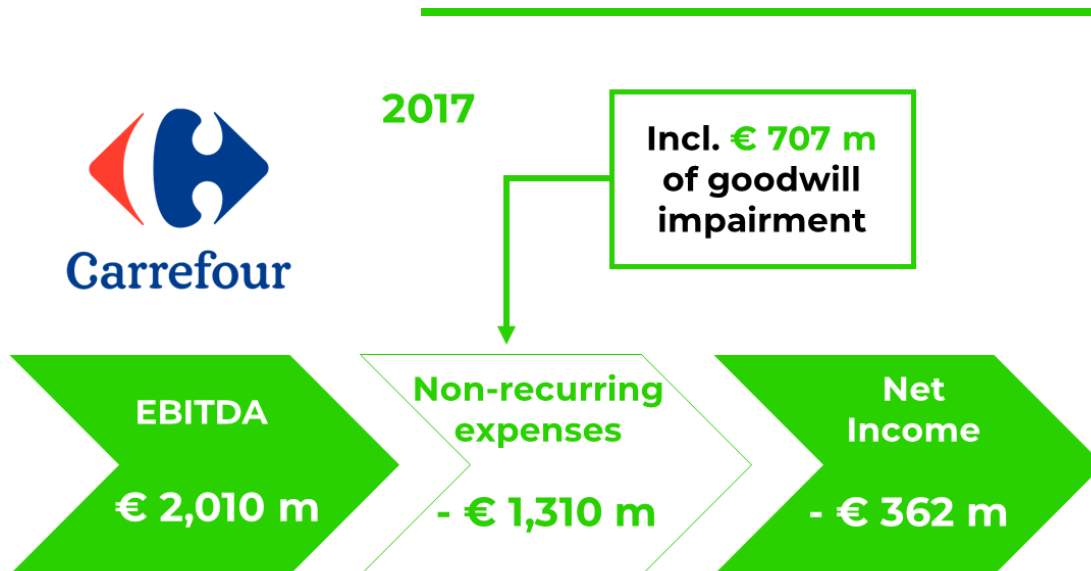 2017
Incl. € 707 m
of goodwill
impairment
Carrefour
EBITDA
€ 2,010 m
Non-recurring
expenses
- € 1,310 m
Net
Income
- € 362 m